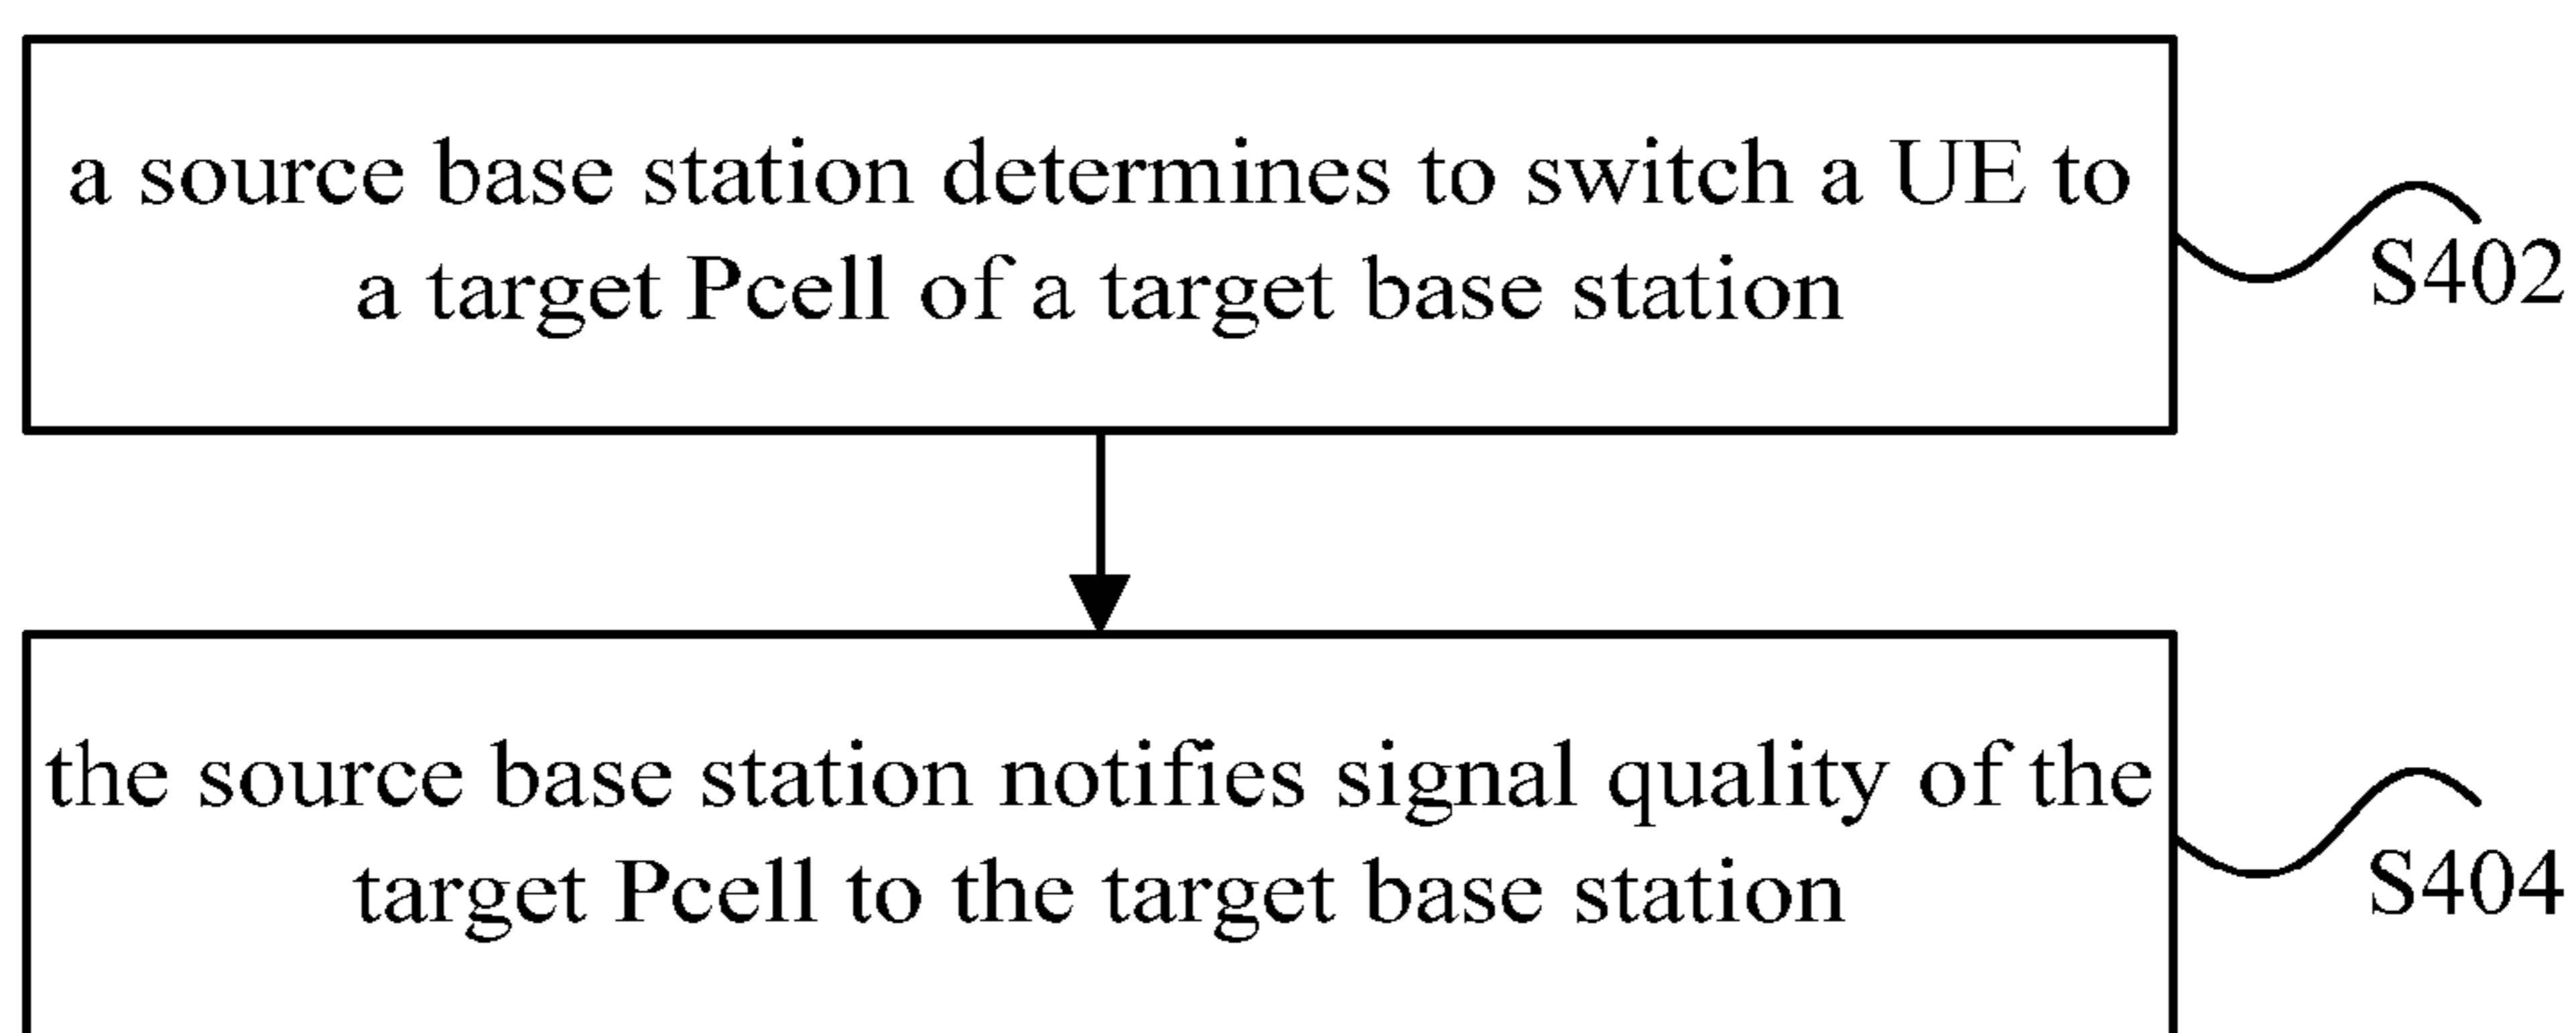 a source base station determines to switch a UE to
a target Pcell of a target base station
S402
the source base station notifies signal quality of the
target Pcell to the target base station
S404